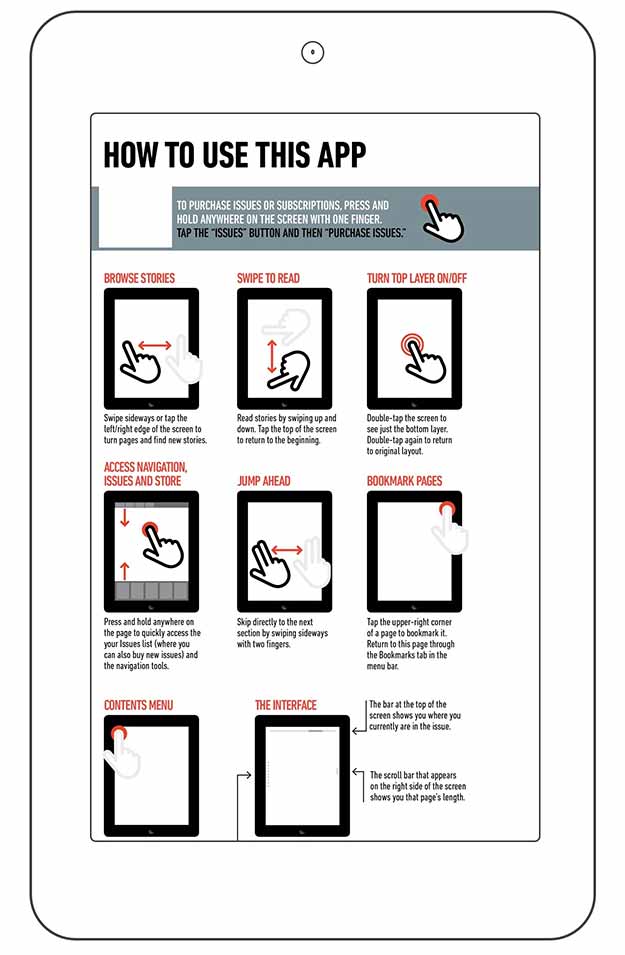 HOW TO USE THIS APP
TO PURCHASE ISSUES OR SUBSCRIPTIONS, PRESS AND
HOLD ANYWHERE ON THE SCREEN WITH ONE FINGER.
TAP THE "ISSUES" BUTTON AND THEN "PURCHASE ISSUES."
BROWSE STORIES
Swipe sideways or tap the
left/right edge of the screen to
turn pages and find new stories.
SWIPE TO READ
Read stories by swiping up and
down. Tap the top of the screen
to return to the beginning.
TURN TOP LAYER ON/OFF
Double-tap the screen to
see just the bottom layer.
Double-tap again to return
to original layout.
ACCESS NAVIGATION,
ISSUES AND STORE
Press and hold anywhere on
the page to quickly access the
your Issues list (where you
can also buy new issues) and
the navigation tools.
JUMP AHEAD
Skip directly to the next
section by swiping sideways
with two fingers.
BOOKMARK PAGES
Tap the upper-right corner
of a page to bookmark it.
Return to this page through
the Bookmarks tab in the
menu bar.
CONTENTS MENU
THE INTERFACE
The bar at the top of the
screen shows you where you
currently are in the issue.
The scroll bar that appears
on the right side of the screen
shows you that page's length.